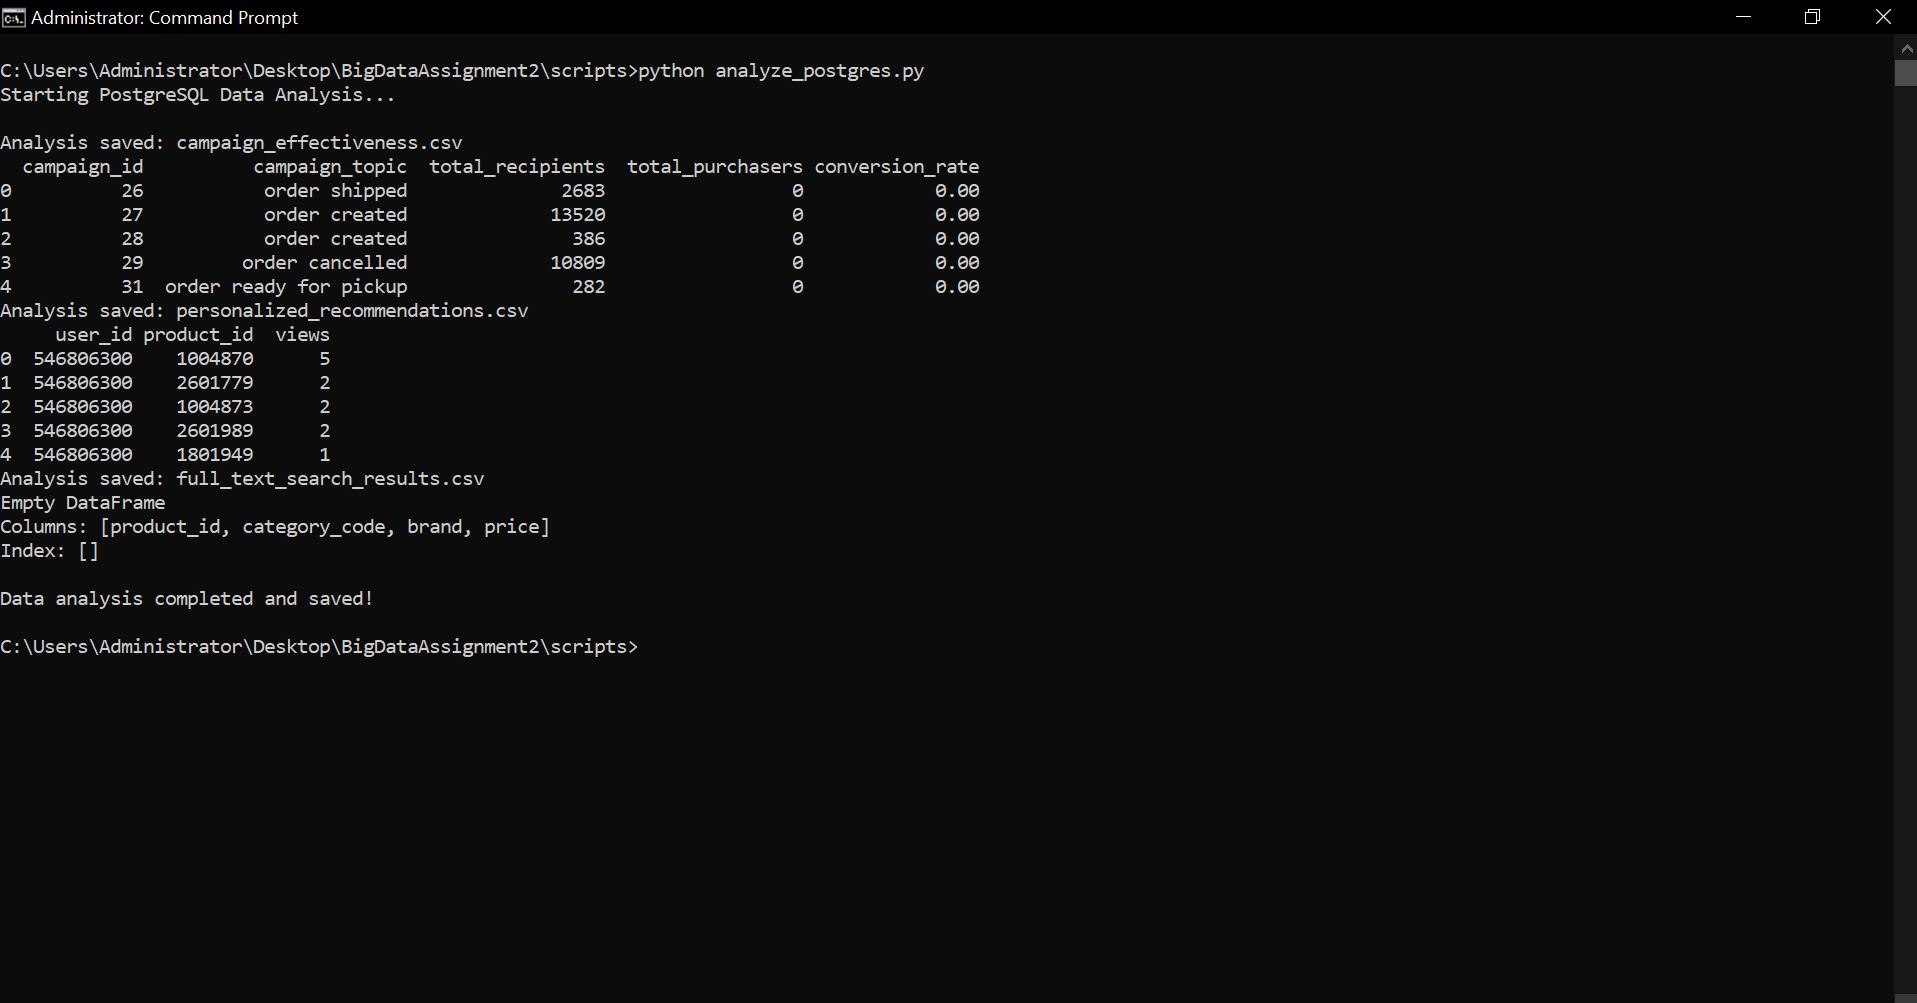 Administrator: Command Prompt
C:\Users\Administrator\Desktop\BigDataAssignment2\scripts>python analyze_postgres.py
Starting PostgreSQL Data Analysis...
Analysis saved: campaign_effectiveness.csv
campaign_id campaign_topic total_recipients total_purchasers conversion_rate
0 26 order shipped 2683 0 0.00
1 27 order created 13520 0 0.00
2 28 order created 386 0 0.00
3 29 order cancelled 10809 0 0.00
4 31 order ready for pickup 282 0 0.00
Analysis saved: personalized_recommendations.csv
user_id product_id views
0 546806300 1004870 5
1 546806300 2601779 2
2 546806300 1004873 2
3 546806300 2601989 2
4 546806300 1801949 1
Analysis saved: full_text_search_results.csv
Empty DataFrame
Columns: [product_id, category_code, brand, price]
Index: []
Data analysis completed and saved!
C:\Users\Administrator\Desktop\BigDataAssignment2\scripts>